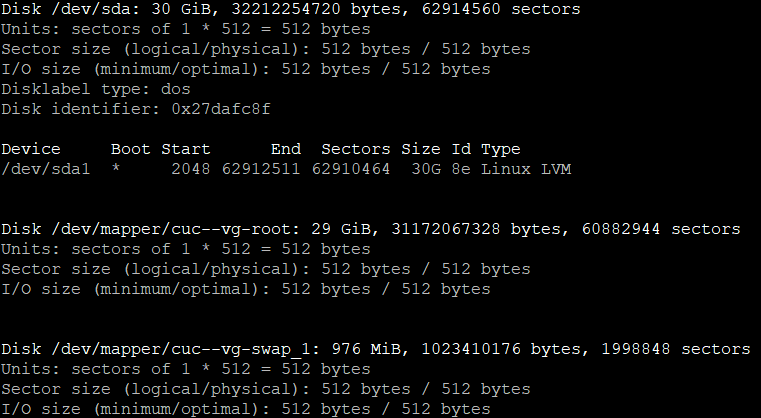 Disk /dev/sda: 30 GiB, 32212254720 bytes, 62914560 sectors
Units: sectors of 1 * 512 = 512 bytes
Sector size (logical/physical): 512 bytes / 512 bytes
I/O size (minimum/optimal): 512 bytes / 512 bytes
Disklabel type: dos
Disk identifier: 0x27dafc8f
Device     Boot Start      End  Sectors Size Id Type
/dev/sda1  *     2048 62912511 62910464  30G 8e Linux LVM
Disk /dev/mapper/cuc--vg-root: 29 GiB, 31172067328 bytes, 60882944 sectors
Units: sectors of 1 * 512 = 512 bytes
Sector size (logical/physical): 512 bytes / 512 bytes
I/O size (minimum/optimal): 512 bytes / 512 bytes
Disk /dev/mapper/cuc--vg-swap_1: 976 MiB, 1023410176 bytes, 1998848 sectors
Units: sectors of 1 * 512 = 512 bytes
Sector size (logical/physical): 512 bytes / 512 bytes
I/O size (minimum/optimal): 512 bytes / 512 bytes